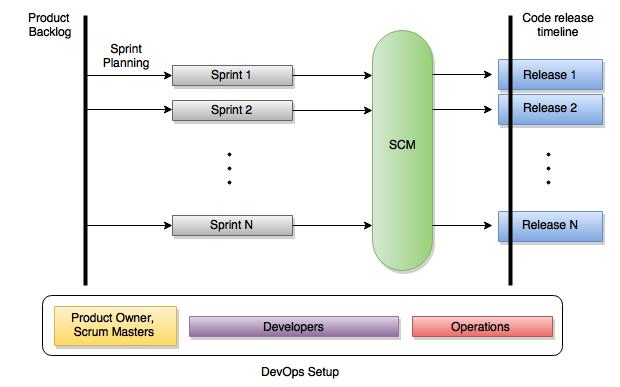 Product
Backlog
Code release
timeline
Sprint
Planning
Sprint 1
Release 1
Sprint 2
Release 2
SCM
Sprint N
Release N
Product Owner,
Scrum Masters
Developers
Operations
DevOps Setup